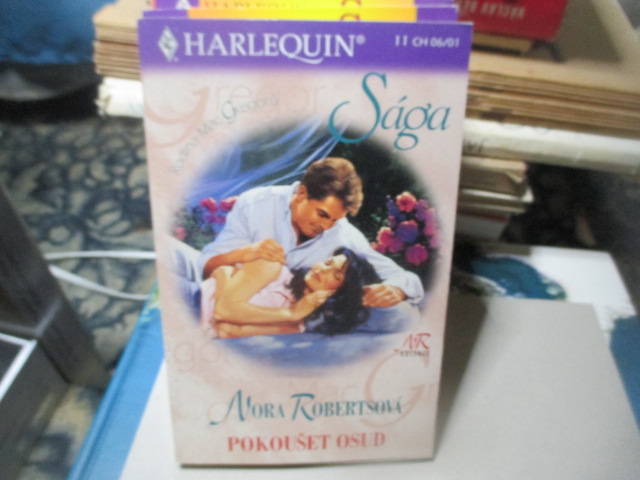 HARLEQUIN®
11 CH 06/01
Sága
Nora Robertsová
POKOUŠET OSUD